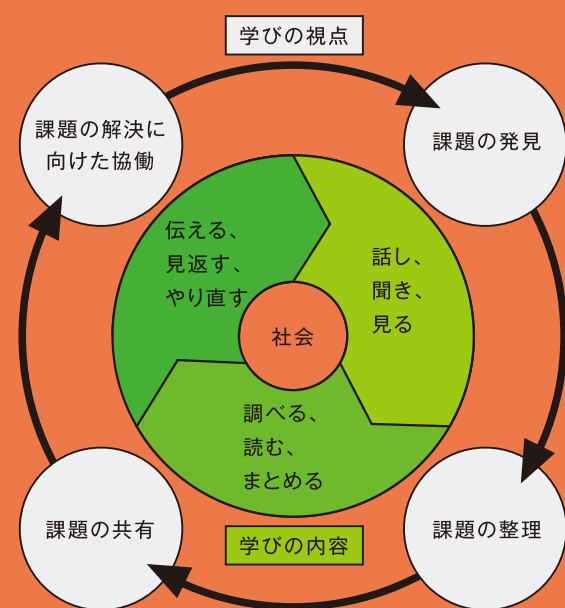 学びの視点
課題の解決に
向けた協働
課題の発見
伝える、
見返す、
やり直す
話し、
聞き、
見る
社会
調べる、
読む、
まとめる
課題の共有
学びの内容
課題の整理